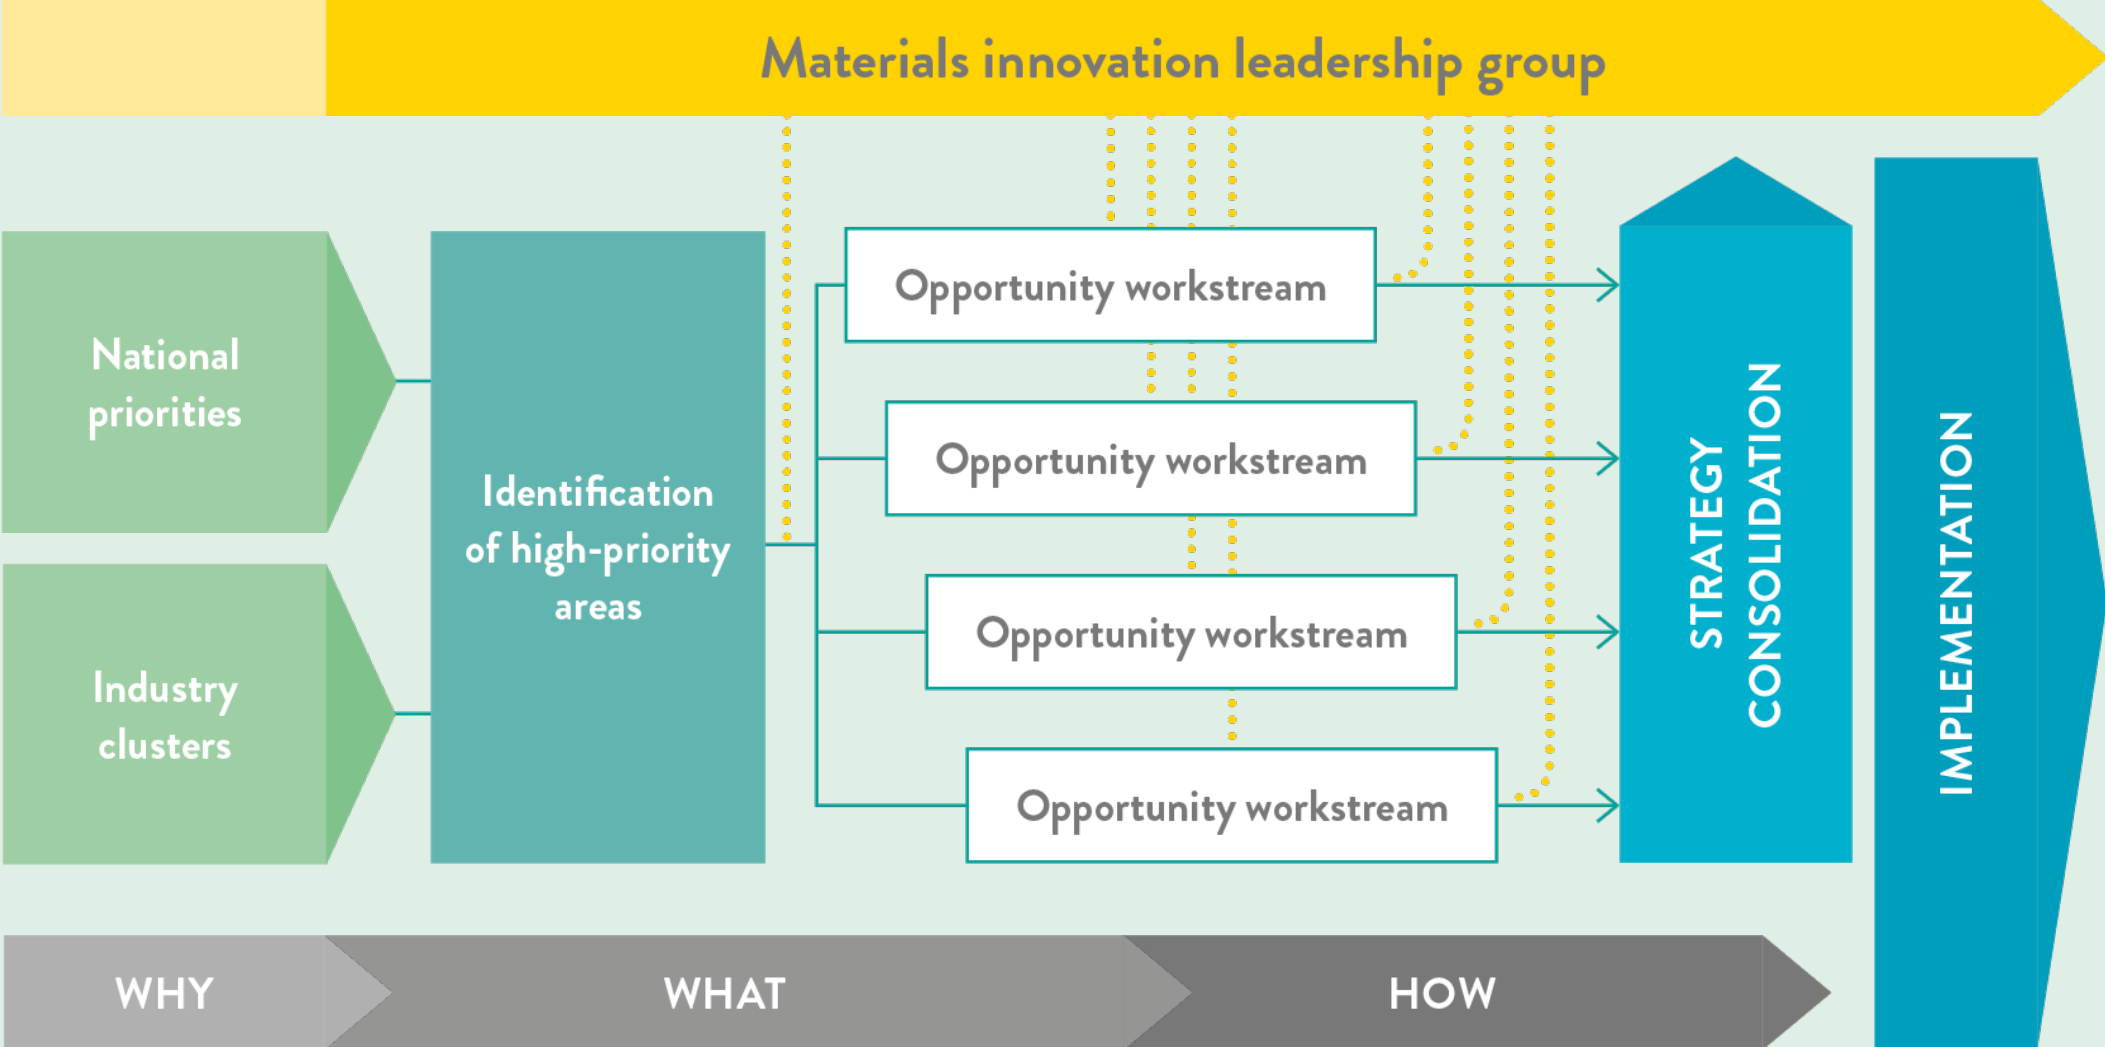 Materials innovation leadership group
National
priorities
Industry
clusters
Identification
of high-priority
areas
Opportunity workstream
Opportunity workstream
Opportunity workstream
Opportunity workstream
STRATEGY
CONSOLIDATION
IMPLEMENTATION
WHY
WHAT
HOW